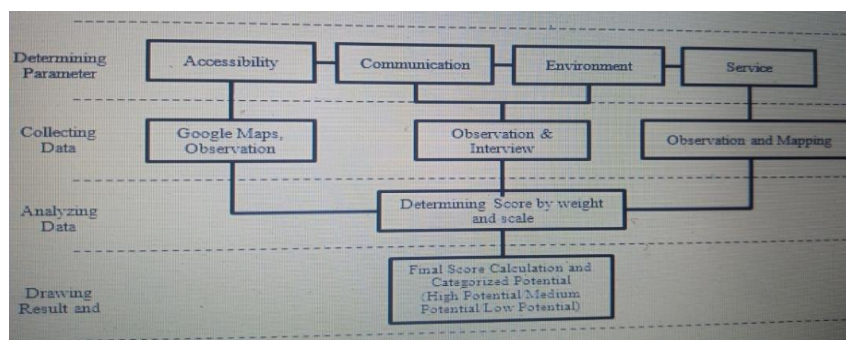 Determining
Parameter
Accessibility
Communication
Environment
Service
Collecting
Data
Google Maps,
Observation
Observation &
Interview
Observation and Mapping
Analyzing
Data
Determining Score by weight
and scale
Drawing
Result and
Final Score Calculation and
Categorized Potential
(High Potential Medium
Potential Low Potential)